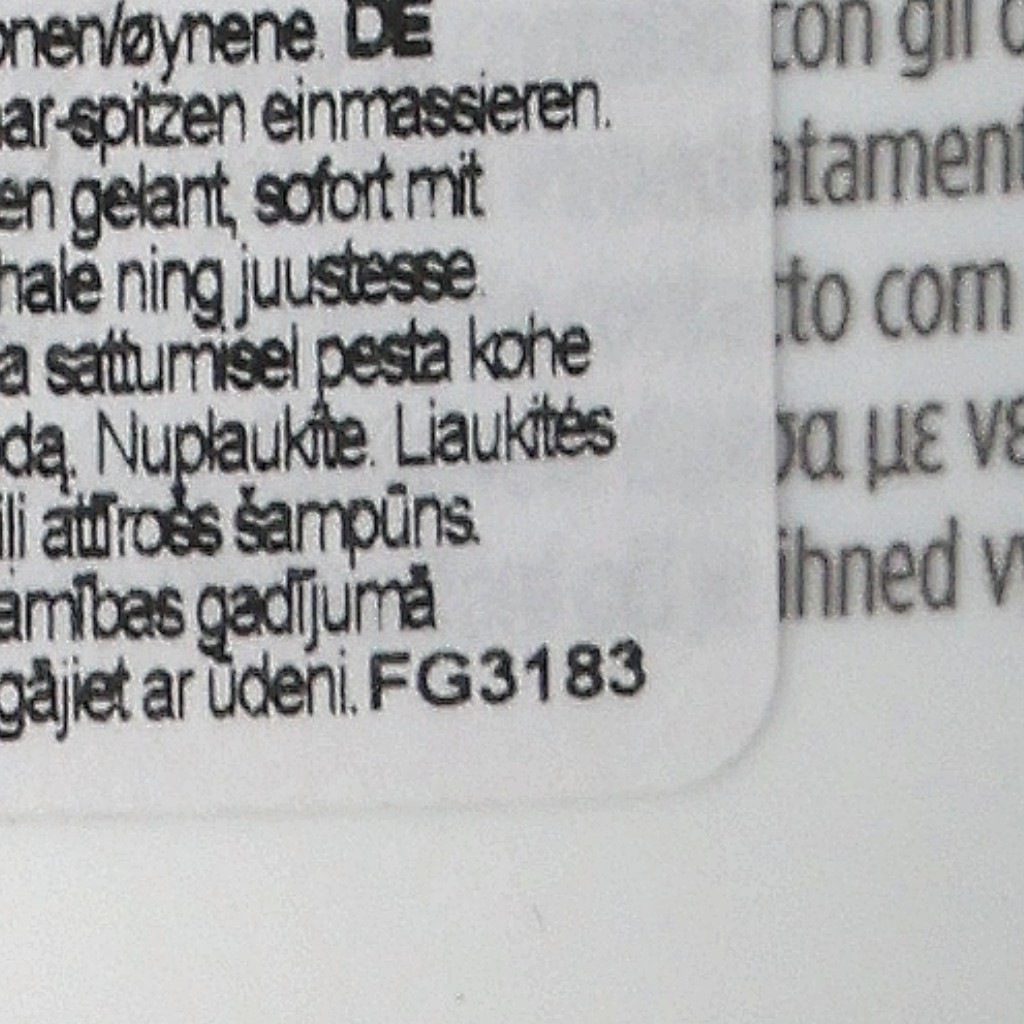 onen/øynene. DE
ar-spitzen einmassieren.
en gelant, sofort mit
hale ning juustesse.
a sattumisel pesta kohe
dą. Nuplaukite. Liaukitės
ili attīrošs šampūns.
amības gadījumā
gājiet ar ūdeni. FG3183
con gli o
atament
tto com
σα με νε
ihned v